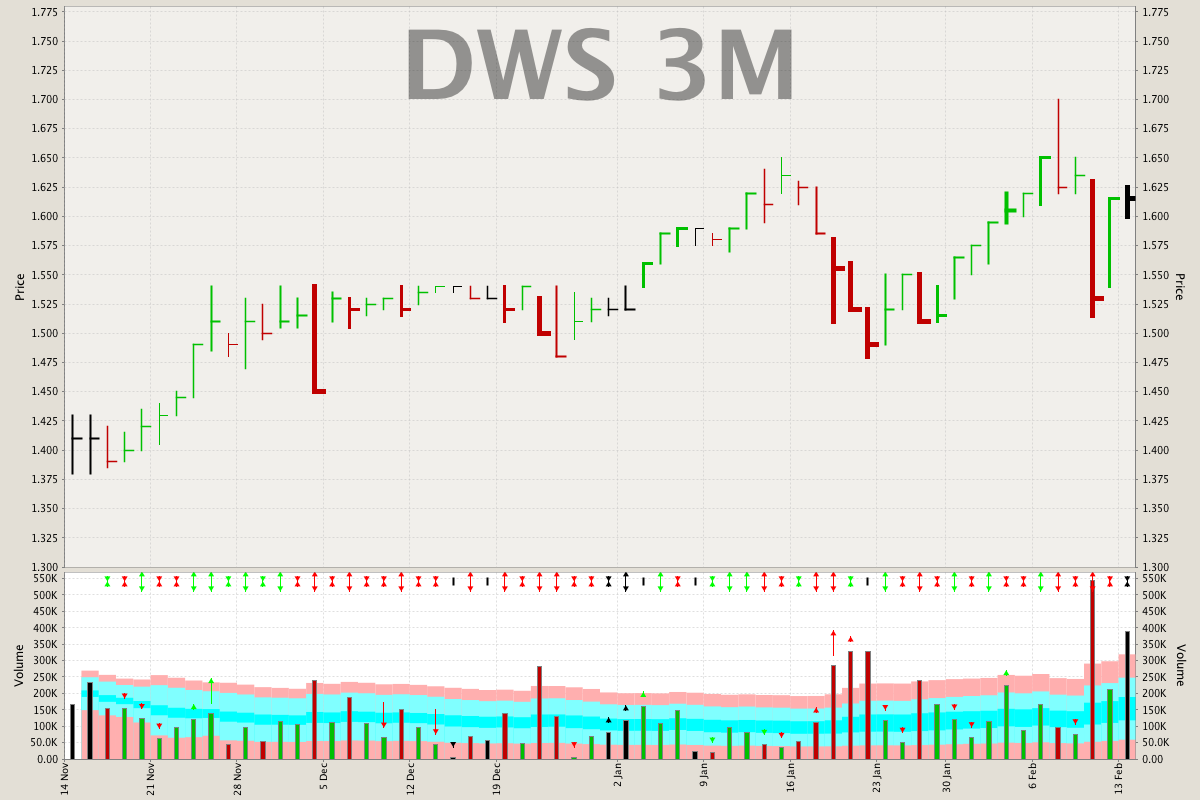 DWS 3M
1.775 1.775
1.750 1.750
1.725 1.725
1.700 1.700
1.675 1.675
1.650 1.650
1.625 1.625
1.600 1.600
1.575 1.575
1.550 1.550
1.525 1.525
1.500 1.500
1.475 1.475
1.450 1.450
1.425 1.425
1.400 1.400
1.375 1.375
1.350 1.350
1.325 1.325
1.300 1.300
Price
Price
550K 550K
500K 500K
450K 450K
400K 400K
350K 350K
300K 300K
250K 250K
200K 200K
150K 150K
100K 100K
50.0K 50.0K
0.00 0.00
Volume
Volume
14 Nov
21 Nov
28 Nov
5 Dec
12 Dec
19 Dec
2 Jan
9 Jan
16 Jan
23 Jan
30 Jan
6 Feb
13 Feb